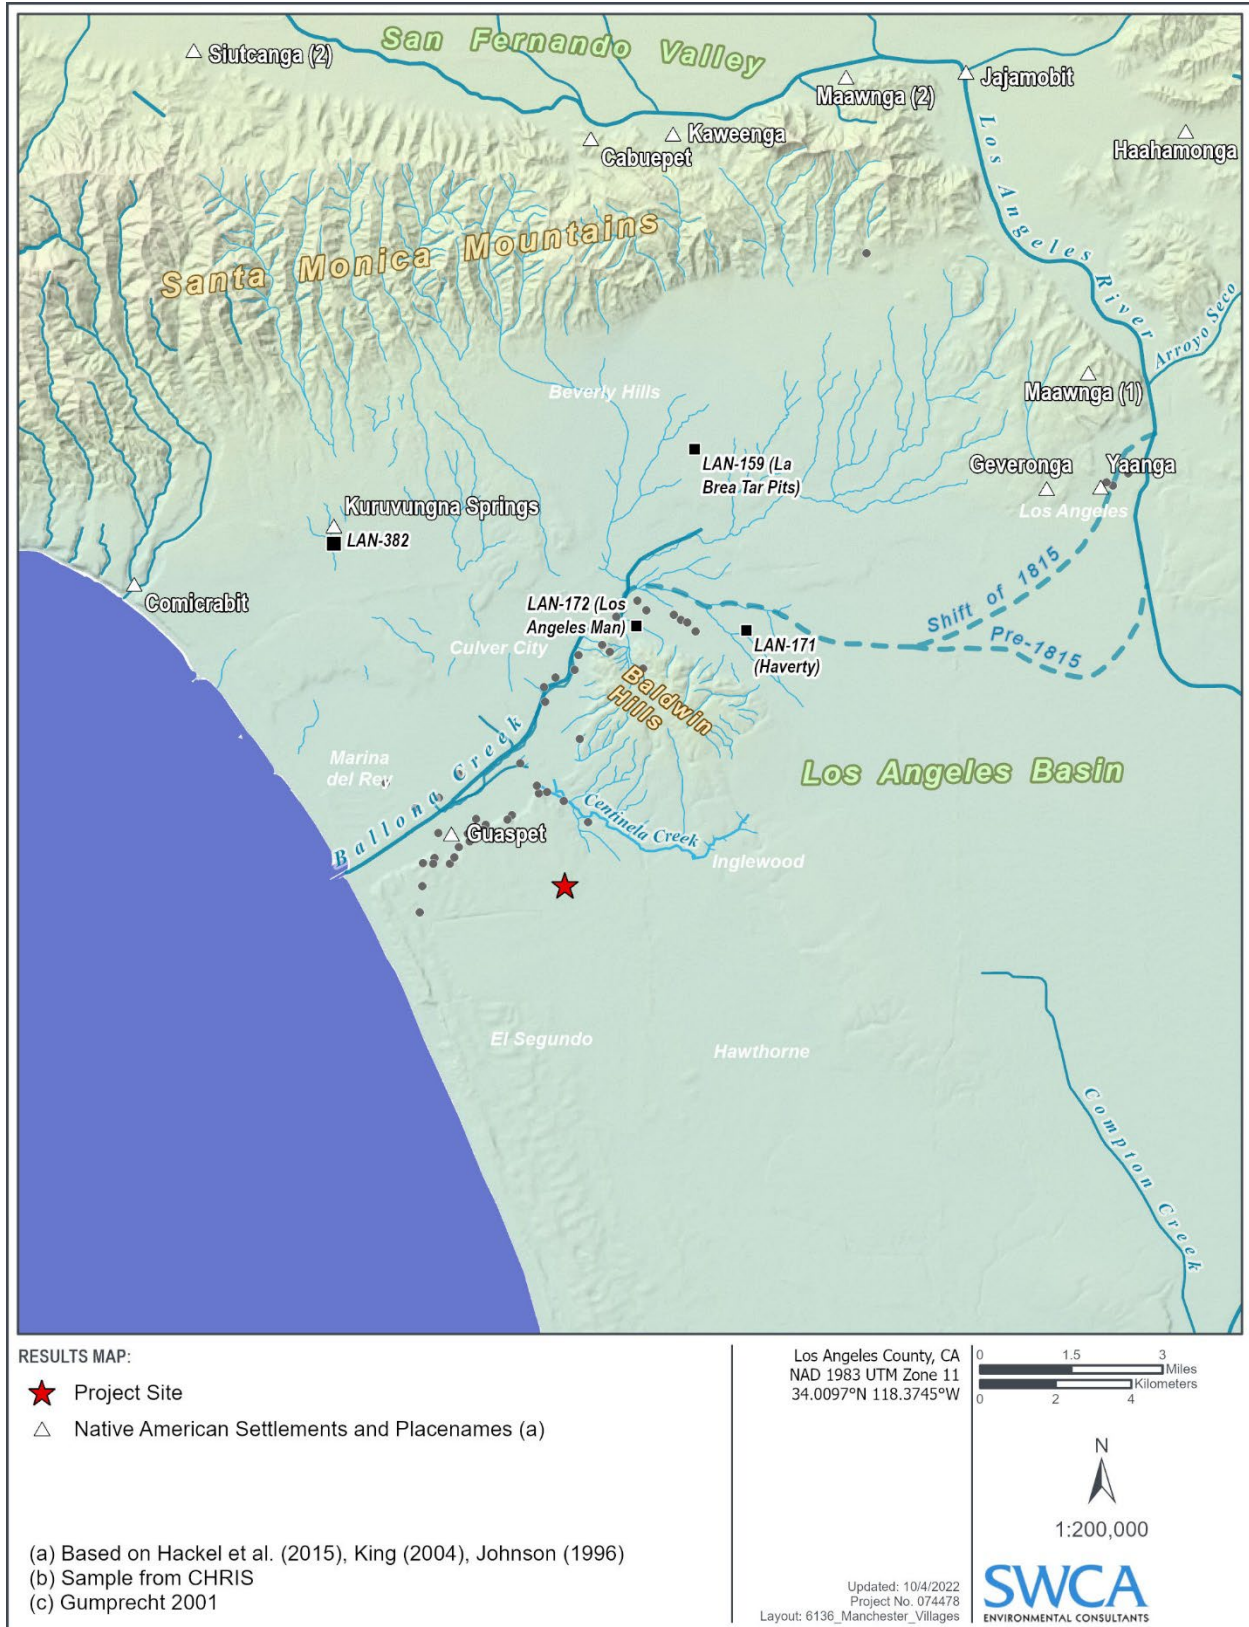 San Fernando Valley
Siutcanga (2)
Maawnga (2)
Jajamobit
Kaweenga
Cabuepet
Haahamonga
Los Angeles River
Santa Monica Mountains
Arroyo Seco
Beverly Hills
Maawnga (1)
LAN-159 (La
Brea Tar Pits)
Geveronga
Yaanga
Los Angeles
Kuruvungna Springs
LAN-382
Comicrabit
LAN-172 (Los
Angeles Man)
Shift of 1815
Pre-1815
LAN-171
(Haverty)
Culver City
Baldwin
Hills
Marina
del Rey
Ballona Creek
Los Angeles Basin
Centinela Creek
Guaspet
Inglewood
El Segundo
Hawthorne
Compton Creek
RESULTS MAP:
Project Site
Native American Settlements and Placenames (a)
(a) Based on Hackel et al. (2015), King (2004), Johnson (1996)
(b) Sample from CHRIS
(c) Gumprecht 2001
Los Angeles County, CA
NAD 1983 UTM Zone 11
34.0097°N 118.3745°W
Updated: 10/4/2022
Project No. 074478
Layout: 6136_Manchester_Villages
0 1.5 3
Miles
Kilometers
0 2 4
N
1:200,000
SWCA
ENVIRONMENTAL CONSULTANTS